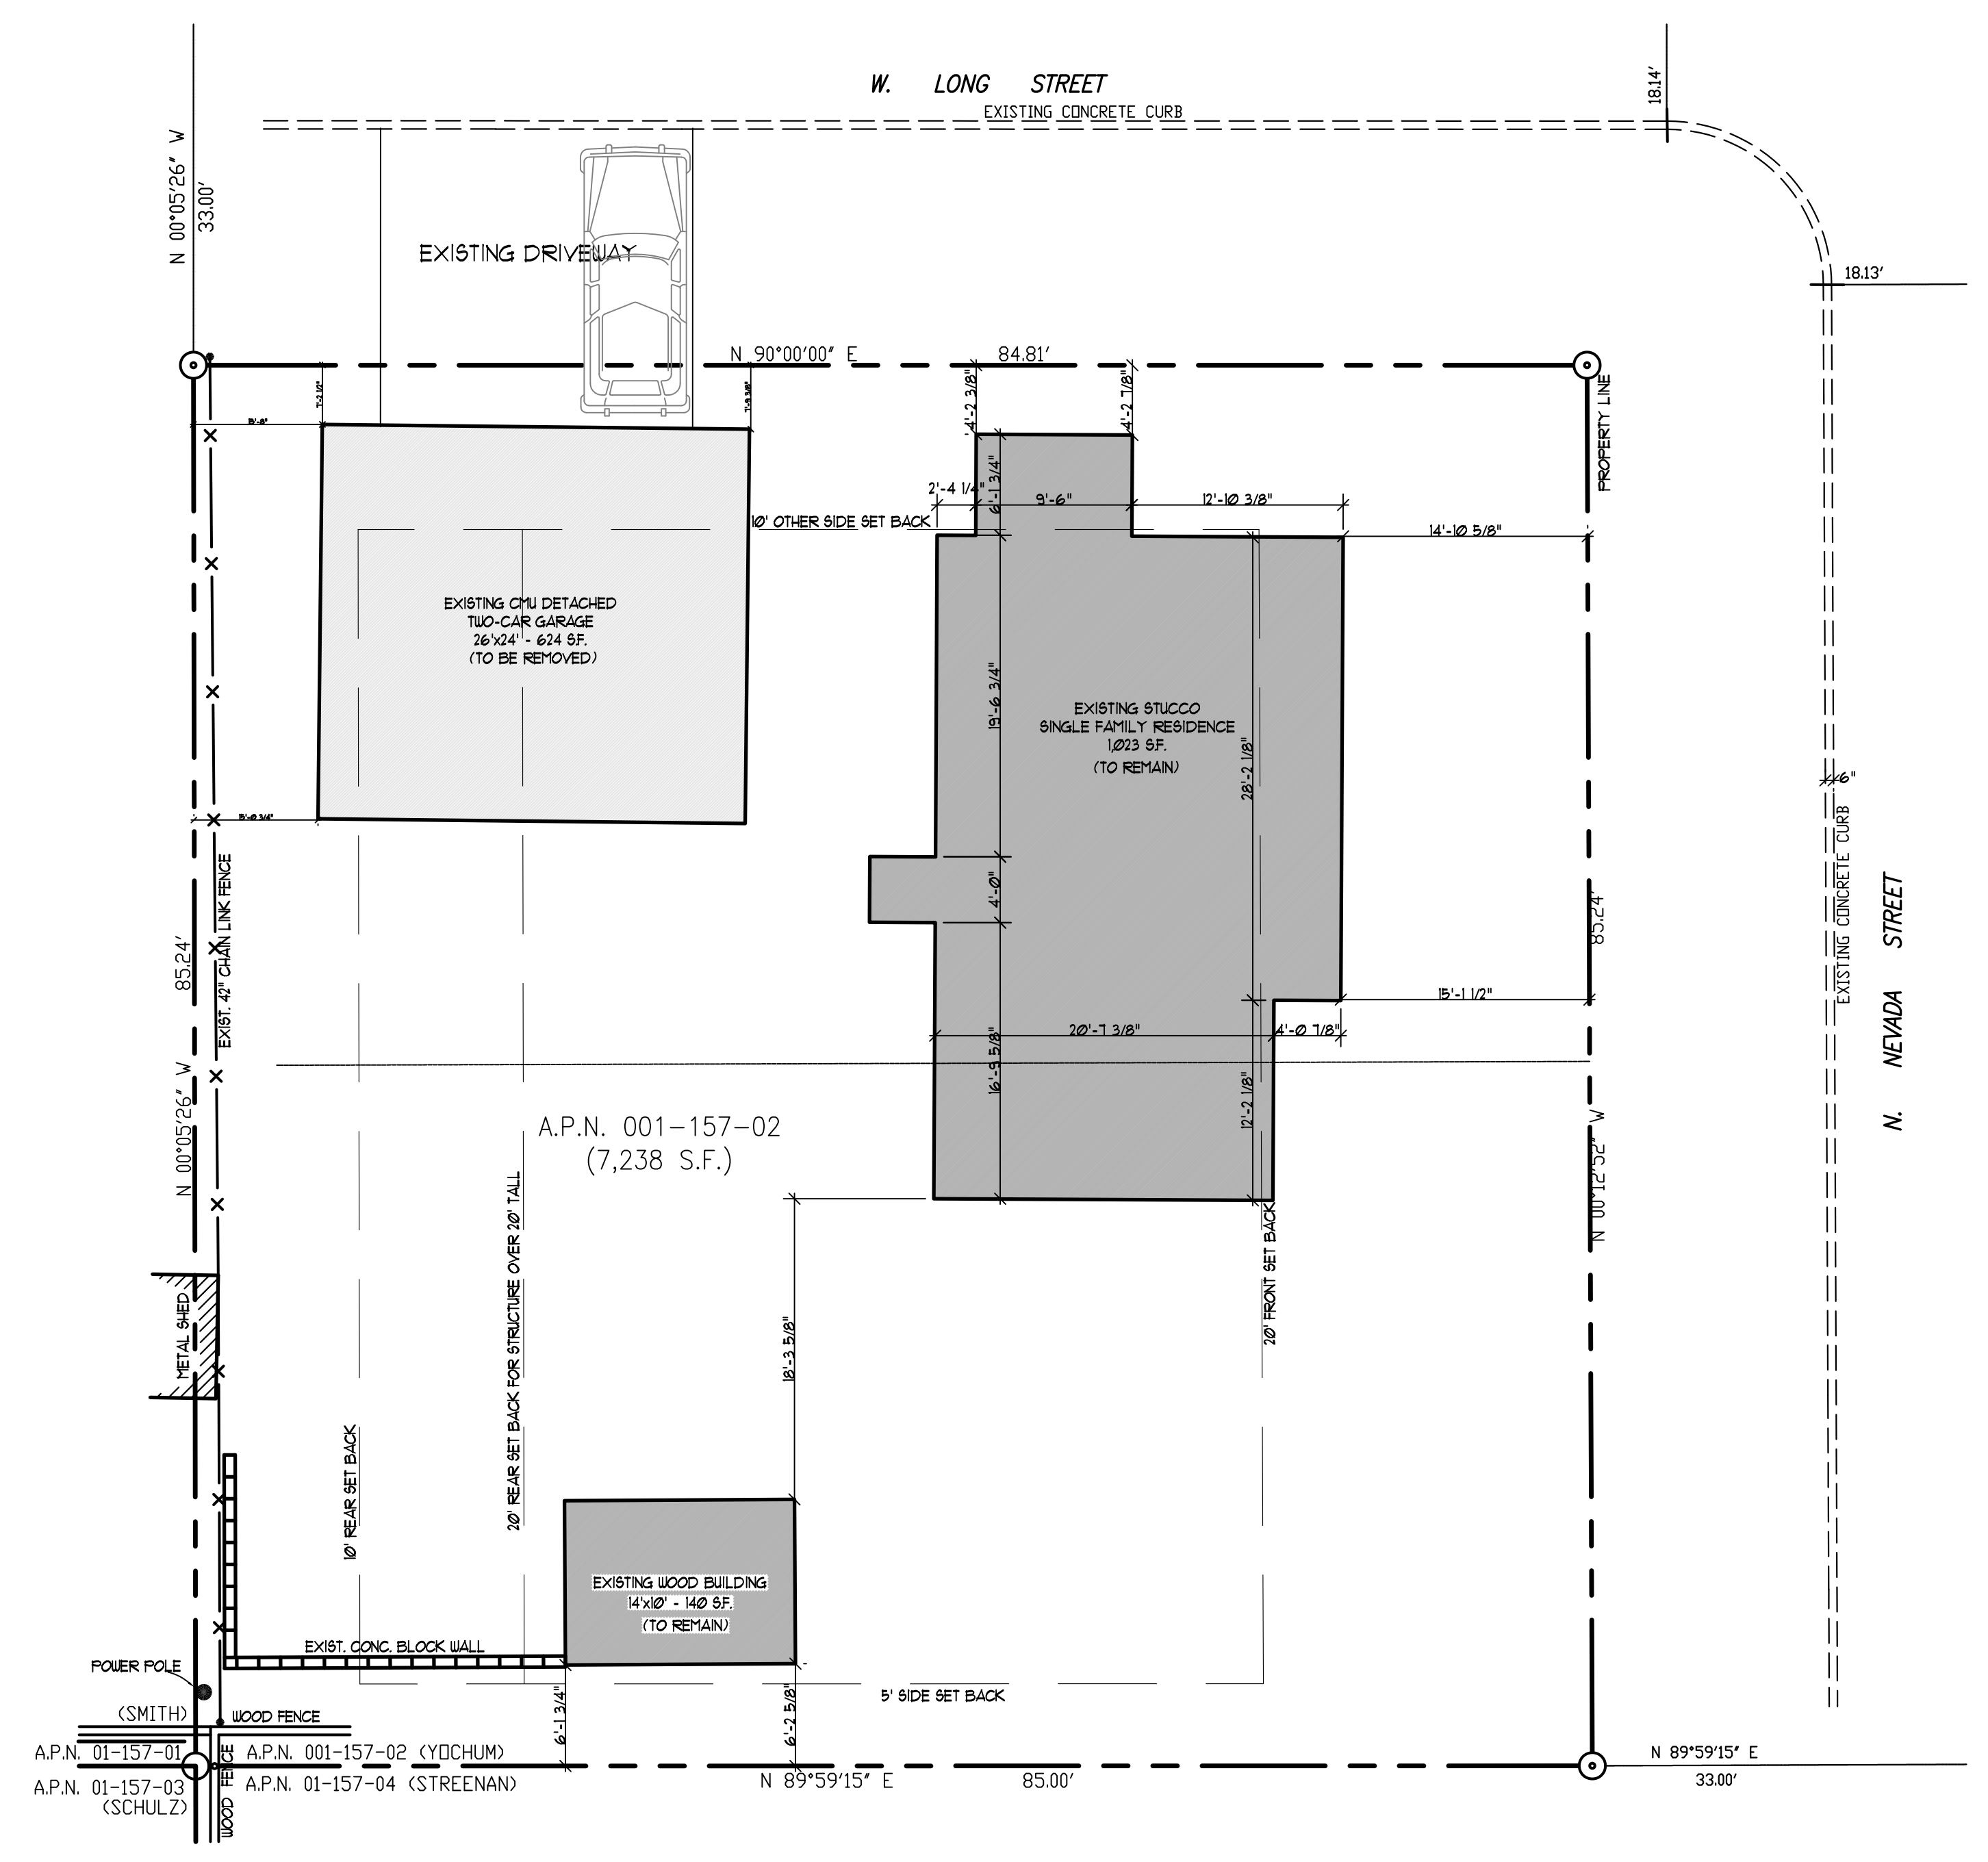 W. LONG STREET
EXISTING CONCRETE CURB
18.14'
N 00°05'26" W
33.00'
EXISTING DRIVEWAY
18.13'
N 90°00'00" E
84.81'
PROPERTY LINE
4'-2 3/8"
4'-2 7/8"
15'-8"
6'-1 3/4"
2'-4 1/4"
9'-6"
12'-10 3/8"
10' OTHER SIDE SET BACK
14'-10 5/8"
EXISTING CMU DETACHED
TWO-CAR GARAGE
26'x24' - 624 S.F.
(TO BE REMOVED)
19'-6 3/4"
EXISTING STUCCO
SINGLE FAMILY RESIDENCE
1,023 S.F.
(TO REMAIN)
28'-2 1/8"
6"
15'-0 3/4"
EXIST. 42" CHAIN LINK FENCE
4'-0"
EXISTING CONCRETE CURB
N. NEVADA STREET
85.24'
85.24'
15'-1 1/2"
20'-7 3/8"
4'-0 7/8"
16'-9 5/8"
12'-2 1/8"
N 00°05'26" W
N 00°12'52" W
A.P.N. 001-157-02
(7,238 S.F.)
METAL SHED
18'-3 5/8"
10' REAR SET BACK
20' REAR SET BACK FOR STRUCTURE OVER 20' TALL
20' FRONT SET BACK
EXISTING WOOD BUILDING
14'x10' - 140 S.F.
(TO REMAIN)
EXIST. CONC. BLOCK WALL
POWER POLE
5' SIDE SET BACK
6'-1 3/4"
6'-2 5/8"
(SMITH)
WOOD FENCE
A.P.N. 01-157-01
WOOD FENCE
A.P.N. 001-157-02 (YOCHUM)
A.P.N. 01-157-03
A.P.N. 01-157-04 (STREENAN)
(SCHULZ)
N 89°59'15" E
85.00'
N 89°59'15" E
33.00'